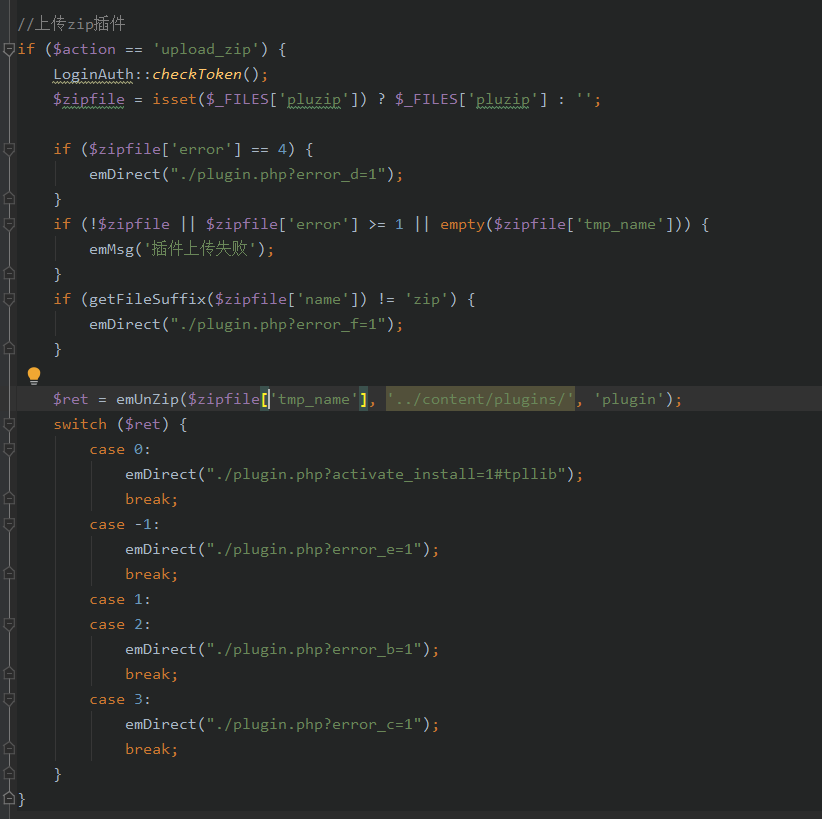 //上传zip插件
if ($action == 'upload_zip') {
    LoginAuth::checkToken();
    $zipfile = isset($_FILES['pluzip']) ? $_FILES['pluzip'] : '';

    if ($zipfile['error'] == 4) {
        emDirect("./plugin.php?error_d=1");
    }
    if (!$zipfile || $zipfile['error'] >= 1 || empty($zipfile['tmp_name'])) {
        emMsg('插件上传失败');
    }
    if (getFileSuffix($zipfile['name']) != 'zip') {
        emDirect("./plugin.php?error_f=1");
    }

    $ret = emUnZip($zipfile['tmp_name'], '../content/plugins/', 'plugin');
    switch ($ret) {
        case 0:
            emDirect("./plugin.php?activate_install=1#tpllib");
            break;
        case -1:
            emDirect("./plugin.php?error_e=1");
            break;
        case 1:
        case 2:
            emDirect("./plugin.php?error_b=1");
            break;
        case 3:
            emDirect("./plugin.php?error_c=1");
            break;
    }
}